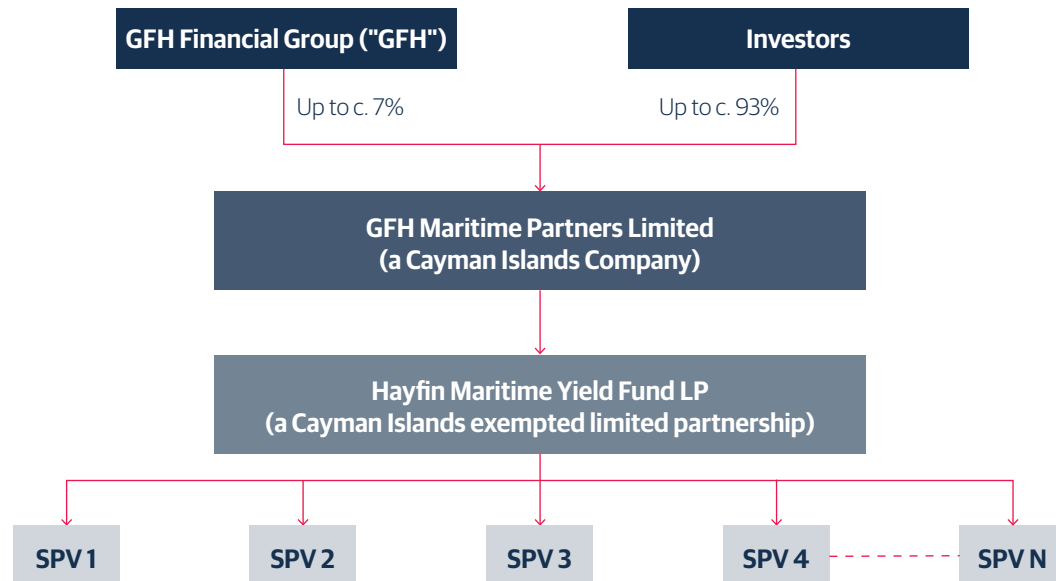 GFH Financial Group ("GFH")
Investors
Up to c. 7%
Up to c. 93%
GFH Maritime Partners Limited
(a Cayman Islands Company)
Hayfin Maritime Yield Fund LP
(a Cayman Islands exempted limited partnership)
SPV 1
SPV 2
SPV 3
SPV 4
SPV N